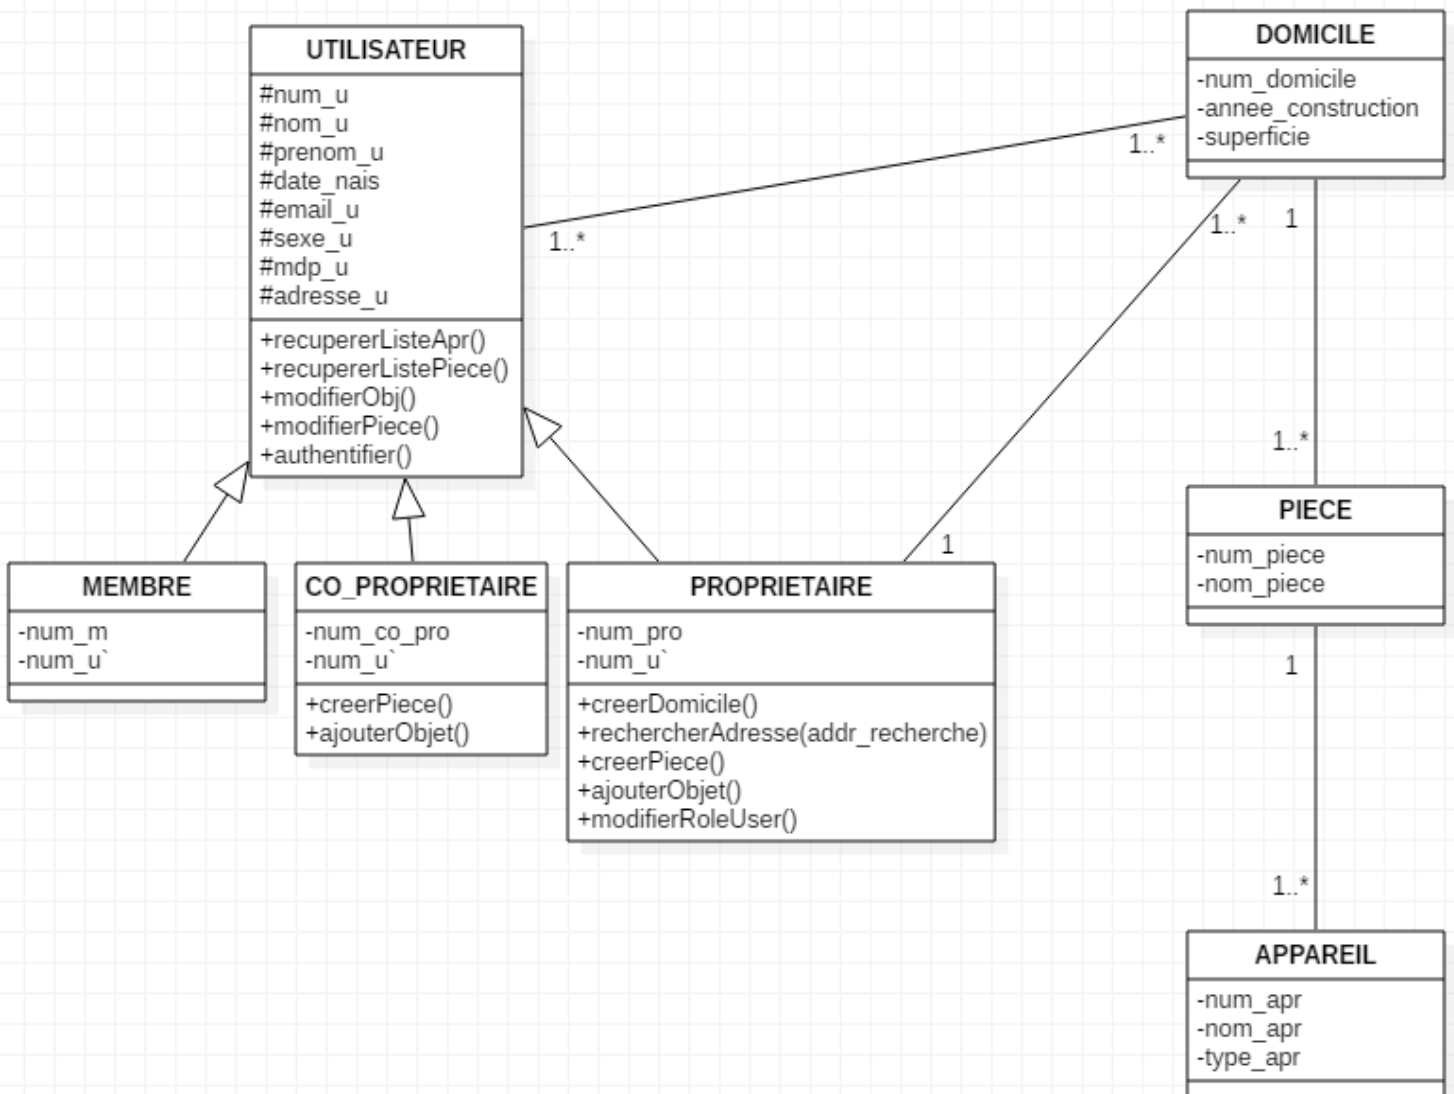 UTILISATEUR
#num_u
#nom_u
#prenom_u
#date_nais
#email_u
#sexe_u
#mdp_u
#adresse_u
+recupererListeApr()
+recupererListePiece()
+modifierObj()
+modifierPiece()
+authentifier()
1..*
1..*
DOMICILE
-num_domicile
-annee_construction
-superficie
1..*
1
1..*
1
MEMBRE
-num_m
-num_u`
CO_PROPRIETAIRE
-num_co_pro
-num_u`
+creerPiece()
+ajouterObjet()
PROPRIETAIRE
-num_pro
-num_u`
+creerDomicile()
+rechercherAdresse(addr_recherche)
+creerPiece()
+ajouterObjet()
+modifierRoleUser()
PIECE
-num_piece
-nom_piece
1
1..*
APPAREIL
-num_apr
-nom_apr
-type_apr